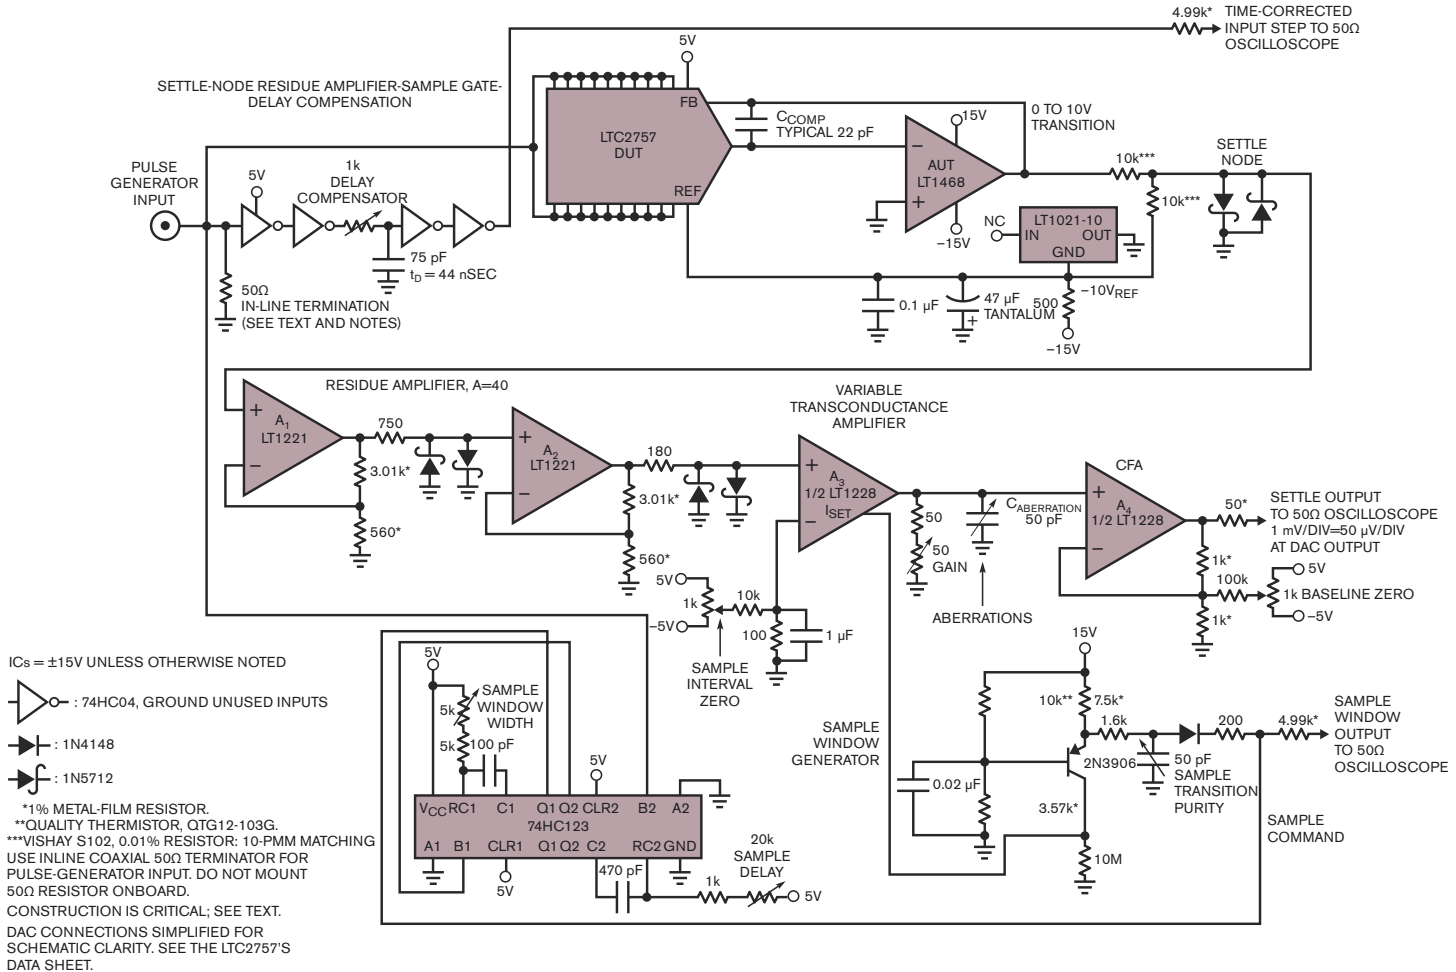 4.99k*
TIME-CORRECTED
INPUT STEP TO 50Ω
OSCILLOSCOPE
SETTLE-NODE RESIDUE AMPLIFIER-SAMPLE GATE-
DELAY COMPENSATION
5V
FB
LTC2757
DUT
REF
CCOMP
TYPICAL 22 pF
15V
−
AUT
LT1468
+
−15V
0 TO 10V
TRANSITION
10k***
SETTLE
NODE
10k***
PULSE
GENERATOR
INPUT
5V
1k
DELAY
COMPENSATOR
75 pF
tD = 44 nSEC
50Ω
IN-LINE TERMINATION
(SEE TEXT AND NOTES)
NC
LT1021-10
IN OUT
GND
0.1 µF
47 µF
TANTALUM
+
500
−10VREF
−15V
RESIDUE AMPLIFIER, A=40
+
A1
LT1221
−
750
3.01k*
560*
+
A2
LT1221
−
180
3.01k*
560*
VARIABLE
TRANSCONDUCTANCE
AMPLIFIER
+
A3
1/2 LT1228
ISET
−
50
50
GAIN
CABERRATION
50 pF
ABERRATIONS
CFA
+
A4
1/2 LT1228
−
50*
SETTLE OUTPUT
TO 50Ω OSCILLOSCOPE
1 mV/DIV=50 µV/DIV
AT DAC OUTPUT
1k*
100k
5V
1k BASELINE ZERO
−5V
1k*
5V
1k
−5V
10k
100
1 µF
SAMPLE
INTERVAL
ZERO
ICs = ±15V UNLESS OTHERWISE NOTED
: 74HC04, GROUND UNUSED INPUTS
: 1N4148
: 1N5712
*1% METAL-FILM RESISTOR.
**QUALITY THERMISTOR, QTG12-103G.
***VISHAY S102, 0.01% RESISTOR: 10-PMM MATCHING
USE INLINE COAXIAL 50Ω TERMINATOR FOR
PULSE-GENERATOR INPUT. DO NOT MOUNT
50Ω RESISTOR ONBOARD.
CONSTRUCTION IS CRITICAL; SEE TEXT.
DAC CONNECTIONS SIMPLIFIED FOR
SCHEMATIC CLARITY. SEE THE LTC2757'S
DATA SHEET.
5V
5k
SAMPLE
WINDOW
WIDTH
5k
100 pF
5V
VCC RC1 C1 Q1 Q2 CLR2 B2 A2
74HC123
A1 B1 CLR1 Q1 Q2 C2 RC2 GND
5V
470 pF
1k
20k
SAMPLE
DELAY
5V
SAMPLE
WINDOW
GENERATOR
15V
10k**
7.5k*
1.6k
200
4.99k*
SAMPLE
WINDOW
OUTPUT
TO 50Ω
OSCILLOSCOPE
2N3906
50 pF
SAMPLE
TRANSITION
PURITY
0.02 µF
3.57k*
10M
SAMPLE
COMMAND